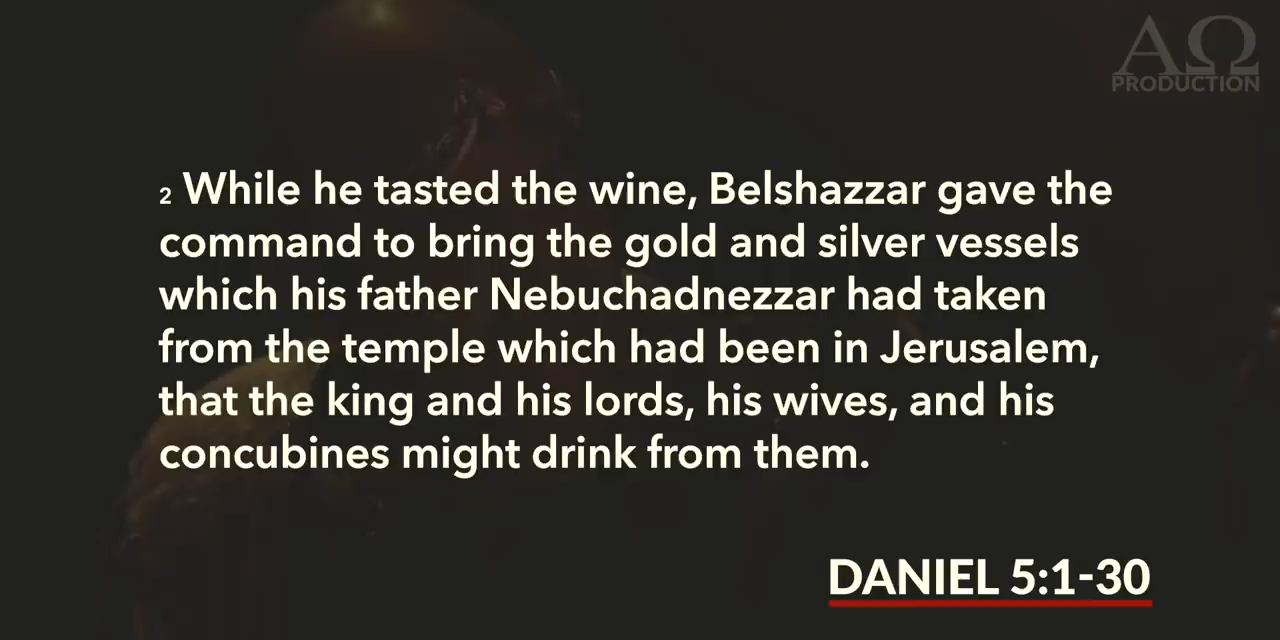 ΑΩ
PRODUCTION
2 While he tasted the wine, Belshazzar gave the
command to bring the gold and silver vessels
which his father Nebuchadnezzar had taken
from the temple which had been in Jerusalem,
that the king and his lords, his wives, and his
concubines might drink from them.
DANIEL 5:1-30